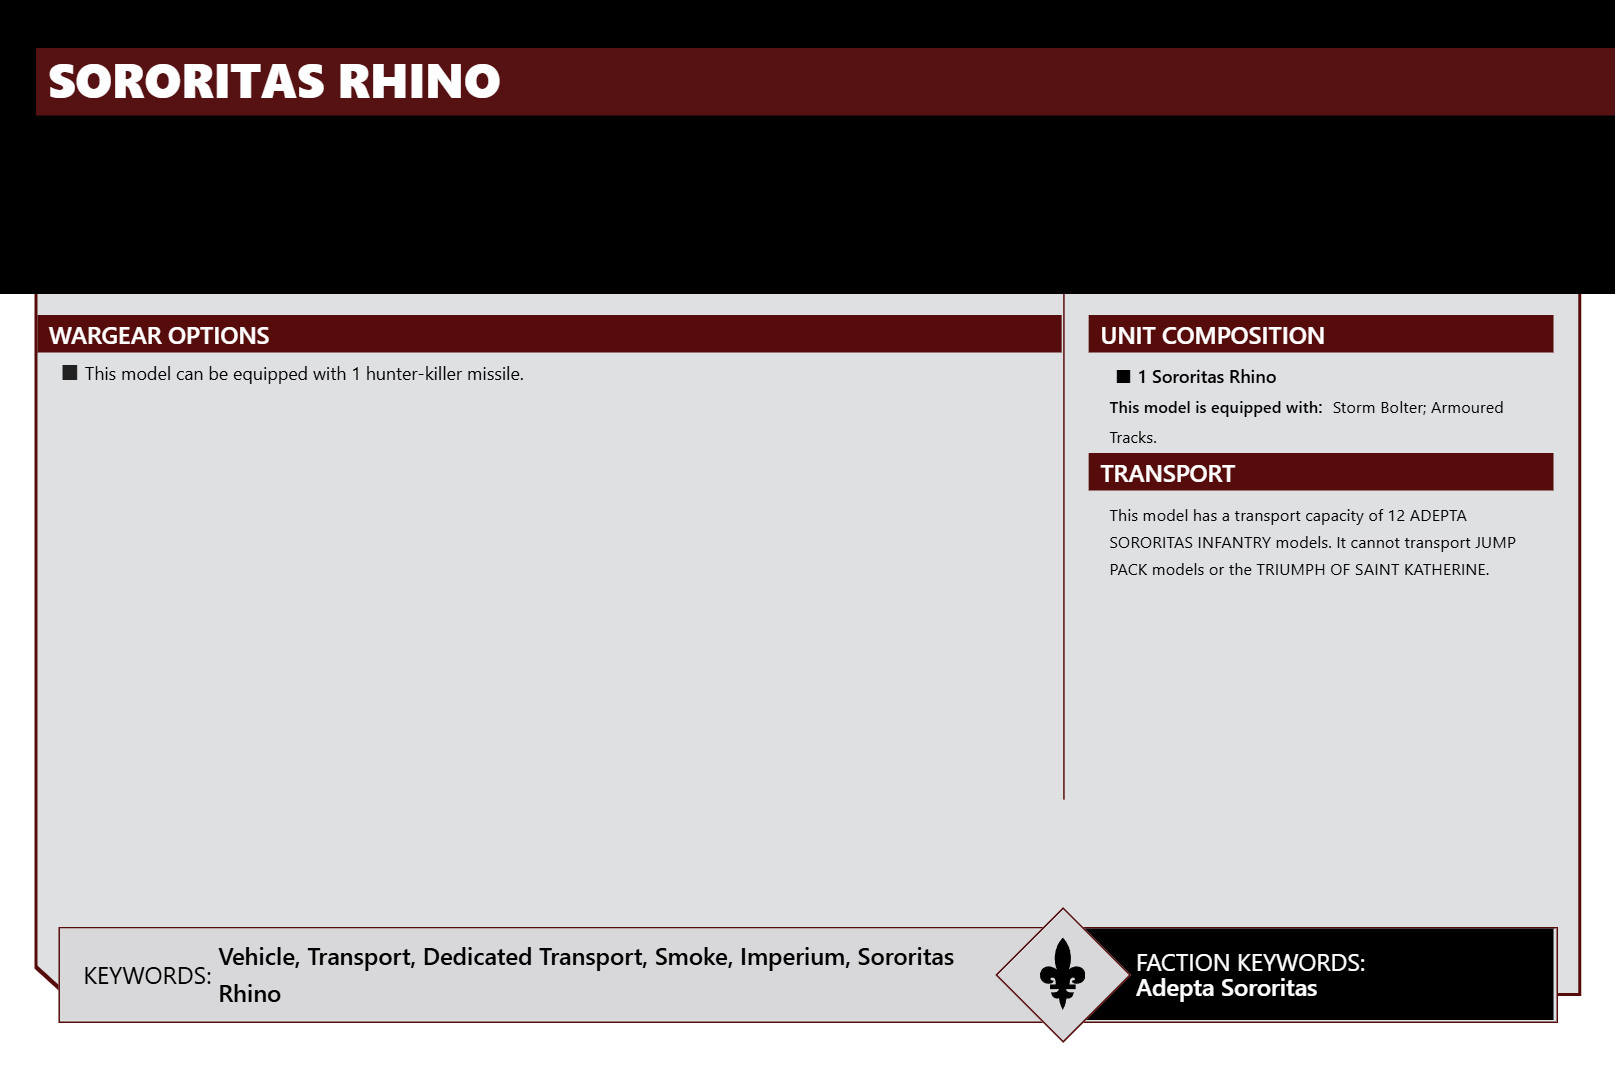 SORORITAS RHINO
WARGEAR OPTIONS
This model can be equipped with 1 hunter-killer missile.
UNIT COMPOSITION
1 Sororitas Rhino
This model is equipped with: Storm Bolter; Armoured
Tracks.
TRANSPORT
This model has a transport capacity of 12 ADEPTA
SORORITAS INFANTRY models. It cannot transport JUMP
PACK models or the TRIUMPH OF SAINT KATHERINE.
KEYWORDS:
Vehicle, Transport, Dedicated Transport, Smoke, Imperium, Sororitas
Rhino
FACTION KEYWORDS:
Adepta Sororitas